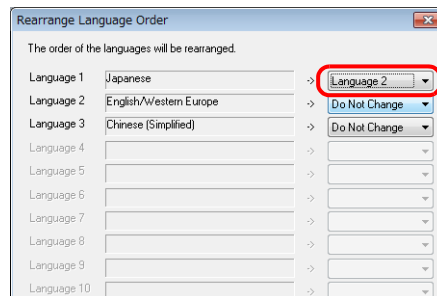 Rearrange Language Order
The order of the languages will be rearranged.
Language 1 Japanese -> Language 2
Language 2 English/Western Europe -> Do Not Change
Language 3 Chinese (Simplified) -> Do Not Change
Language 4 ->
Language 5 ->
Language 6 ->
Language 7 ->
Language 8 ->
Language 9 ->
Language 10 ->